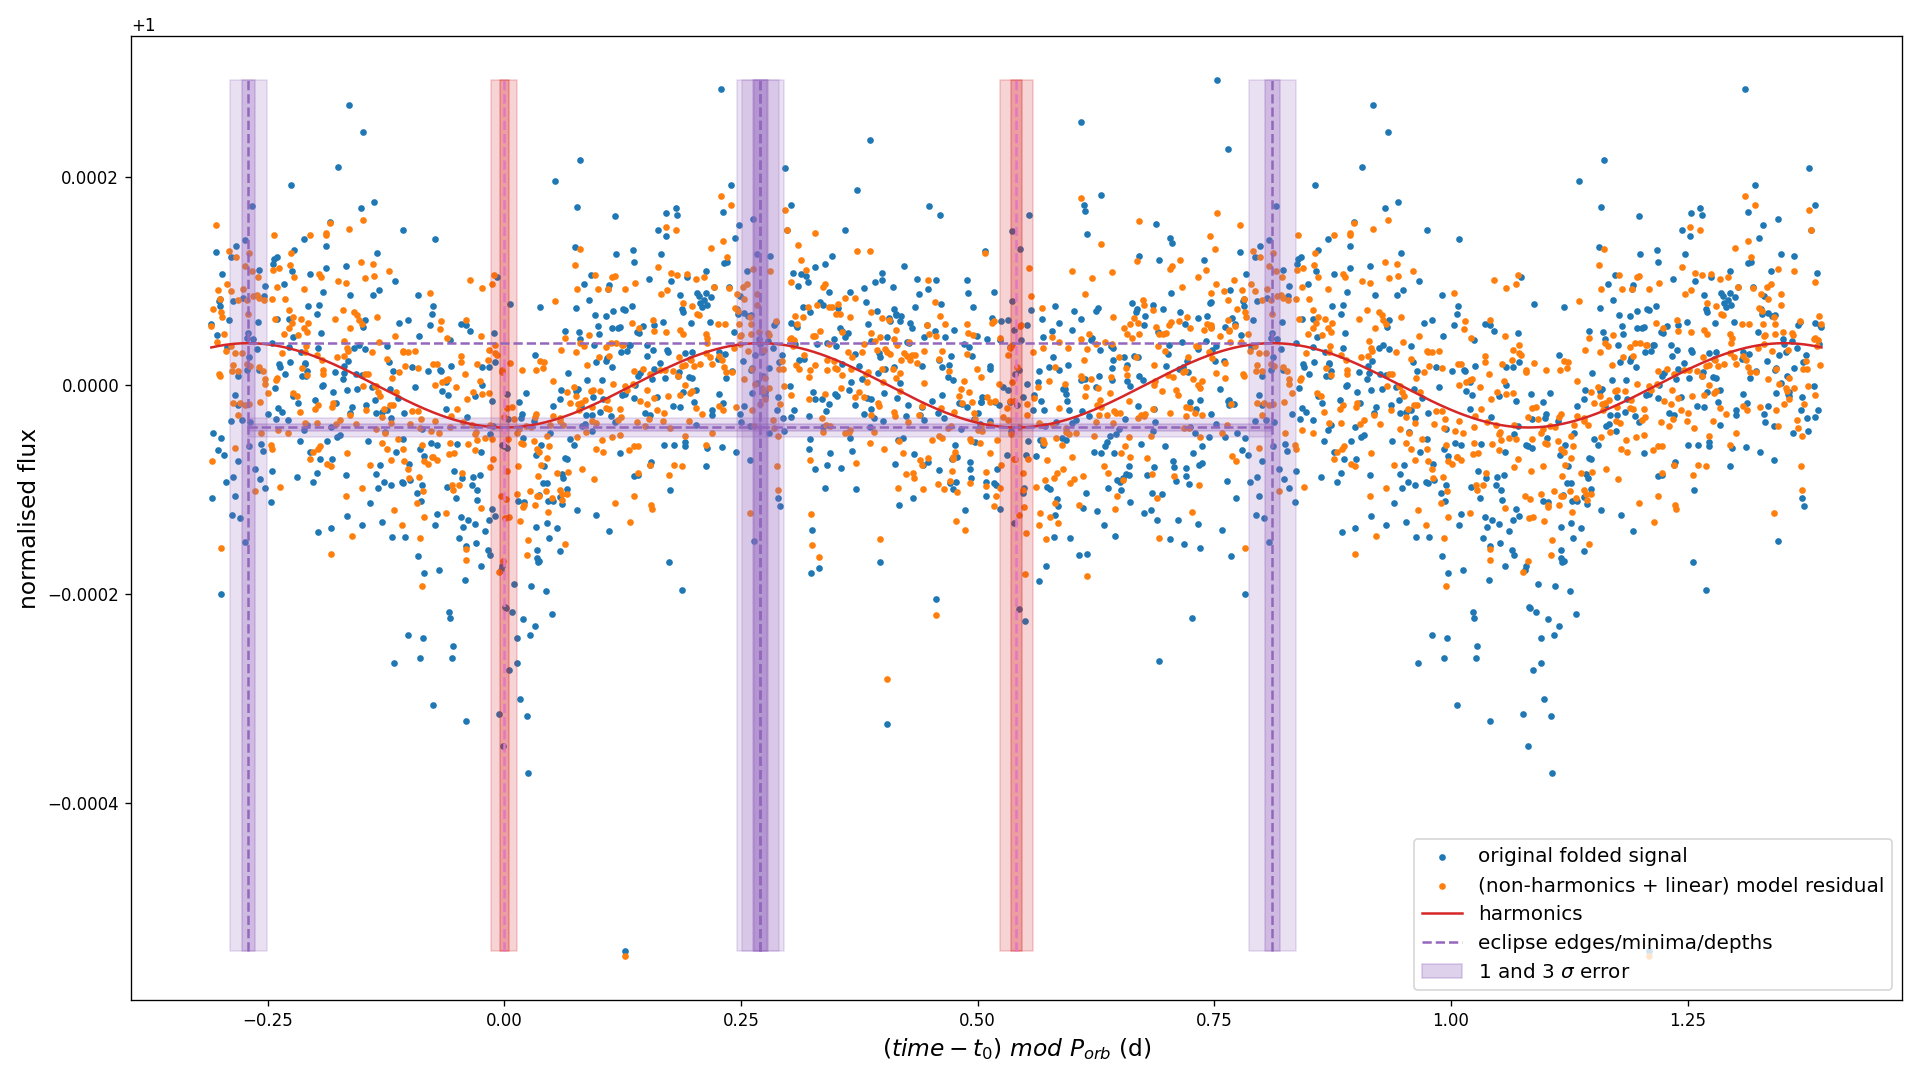 +1
0.0002
0.0000
−0.0002
−0.0004
normalised flux
−0.25
0.00
0.25
0.50
0.75
1.00
1.25
(time − t₀) mod Pₒᵣb (d)
original folded signal
(non-harmonics + linear) model residual
harmonics
eclipse edges/minima/depths
1 and 3 σ error